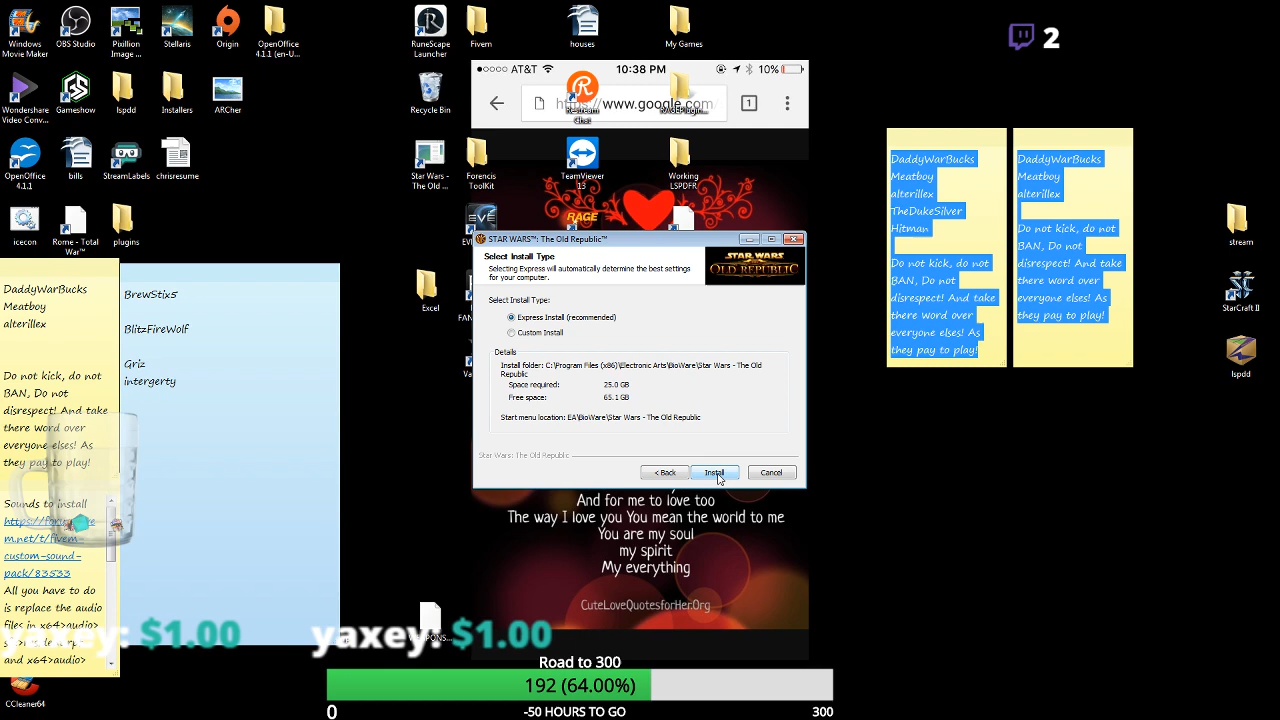 Windows
Movie Maker
OBS Studio
Pixillion
Image ...
Stellaris
Origin
OpenOffice
4.1.1 (en-U...
RuneScape
Launcher
Fivem
houses
My Games
2
Wondershare
Video Conv...
Gameshow
lspdd
Installers
ARCher
Recycle Bin
AT&T
10:38 PM
10%
https://www.google.com/
1
Restream
Chat
OpenOffice
4.1.1
bills
StreamLabels
chrisresume
Star Wars -
The Old ...
Forencis
ToolKit
TeamViewer
13
Working
LSPDFR
icecon
Rome - Total
War™
plugins
RAGE
Excel
stream
StarCraft II
lspdd
DaddyWarBucks
Meatboy
alterillex
TheDukeSilver
Hitman
Do not kick, do not
BAN, Do not
disrespect! And take
there word over
everyone elses! As
they pay to play!
DaddyWarBucks
Meatboy
alterillex
Do not kick, do not
BAN, Do not
disrespect! And take
there word over
everyone elses! As
they pay to play!
DaddyWarBucks
Meatboy
alterillex
Do not kick, do not
BAN, Do not
disrespect! And take
there word over
everyone elses! As
they pay to play!
BrewStix5
BlitzFireWolf
Griz
intergerty
Sounds to install
m.net/t/fivem-
custom-sound-
pack/83533
All you have to do
is replace the audio
files in x64>audio>
and x64>audio>
STAR WARS™: The Old Republic™
Select Install Type
Selecting Express will automatically determine the best settings
for your computer.
STAR WARS
THE OLD REPUBLIC
Select Install Type:
Express Install (recommended)
Custom Install
Details
Install folder: C:\Program Files (x86)\Electronic Arts\BioWare\Star Wars - The Old
Republic
Space required: 25.0 GB
Free space: 65.1 GB
Start menu location: EA\BioWare\Star Wars - The Old Republic
Star Wars: The Old Republic
< Back
Install
Cancel
And for me to love too
The way I love you You mean the world to me
You are my soul
my spirit
My everything
CuteLoveQuotesforHer.Org
yaxey: $1.00
yaxey: $1.00
Road to 300
192 (64.00%)
0
-50 HOURS TO GO
300
CCleaner64